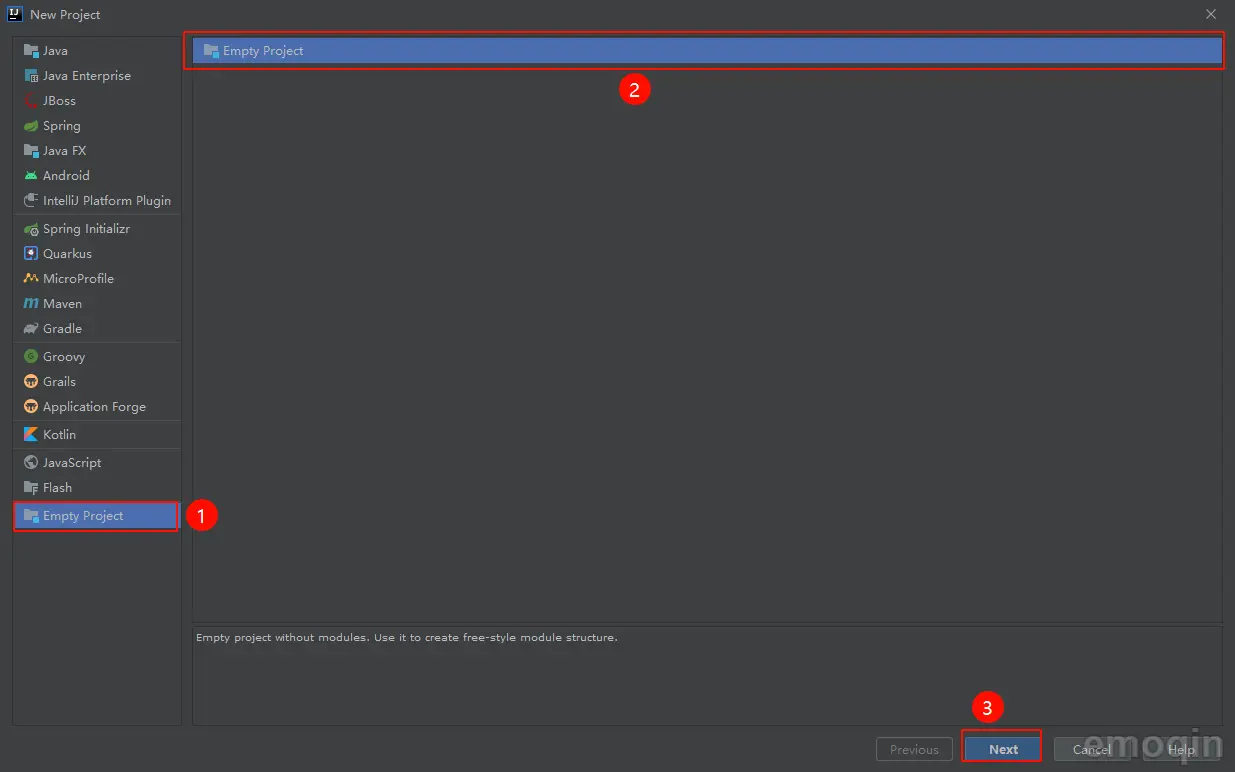 IJ
New Project
Java
Java Enterprise
JBoss
Spring
Java FX
Android
IntelliJ Platform Plugin
Spring Initializr
Quarkus
MicroProfile
Maven
Gradle
Groovy
Grails
Application Forge
Kotlin
JavaScript
Flash
Empty Project
1
Empty Project
2
Empty project without modules. Use it to create free-style module structure.
3
Previous
Next
Cancel
Help
emoqin